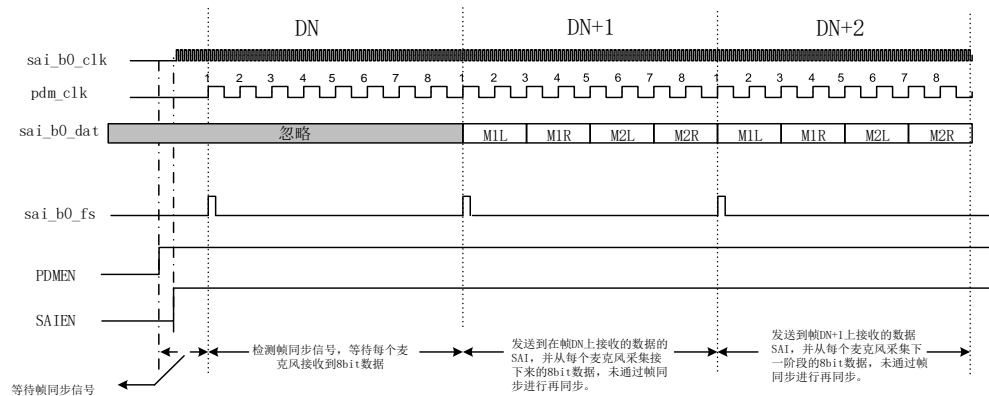 DN DN+1 DN+2
sai_b0_clk
1 2 3 4 5 6 7 8 1 2 3 4 5 6 7 8 1 2 3 4 5 6 7 8
pdm_clk
sai_b0_dat 忽略 M1L M1R M2L M2R M1L M1R M2L M2R
sai_b0_fs
PDMEN
SAIEN
检测帧同步信号，等待每个麦
克风接收到8bit数据
发送到在帧DN上接收的数据的
SAI，并从每个麦克风采集接
下来的8bit数据，未通过帧同
步进行再同步。
发送到帧DN+1上接收的数据
SAI，并从每个麦克风采集下
一阶段的8bit数据，未通过帧
同步进行再同步。
等待帧同步信号